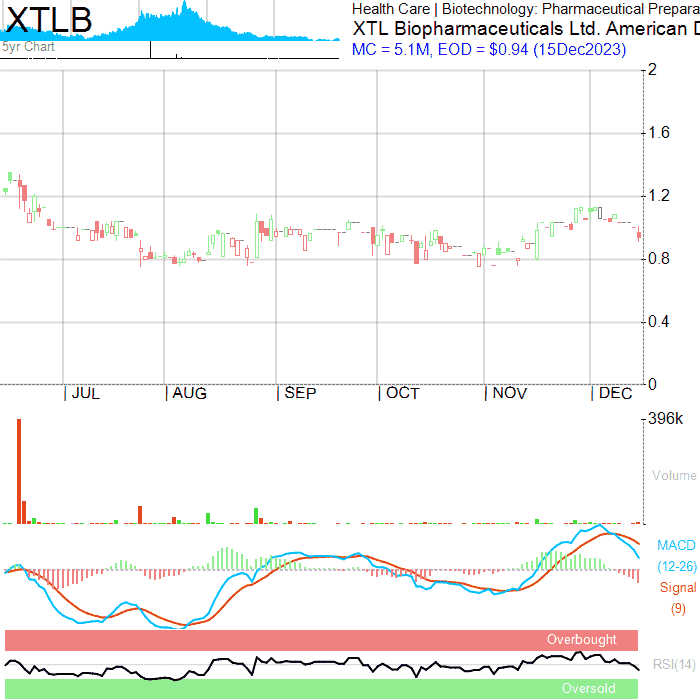 XTLB
5yr Chart
Health Care | Biotechnology: Pharmaceutical Prepara
XTL Biopharmaceuticals Ltd. American D
MC = 5.1M, EOD = $0.94 (15Dec2023)
2
1.6
1.2
0.8
0.4
0
JUL
AUG
SEP
OCT
NOV
DEC
396k
Volume
MACD
(12-26)
Signal
(9)
Overbought
RSI(14)
Oversold